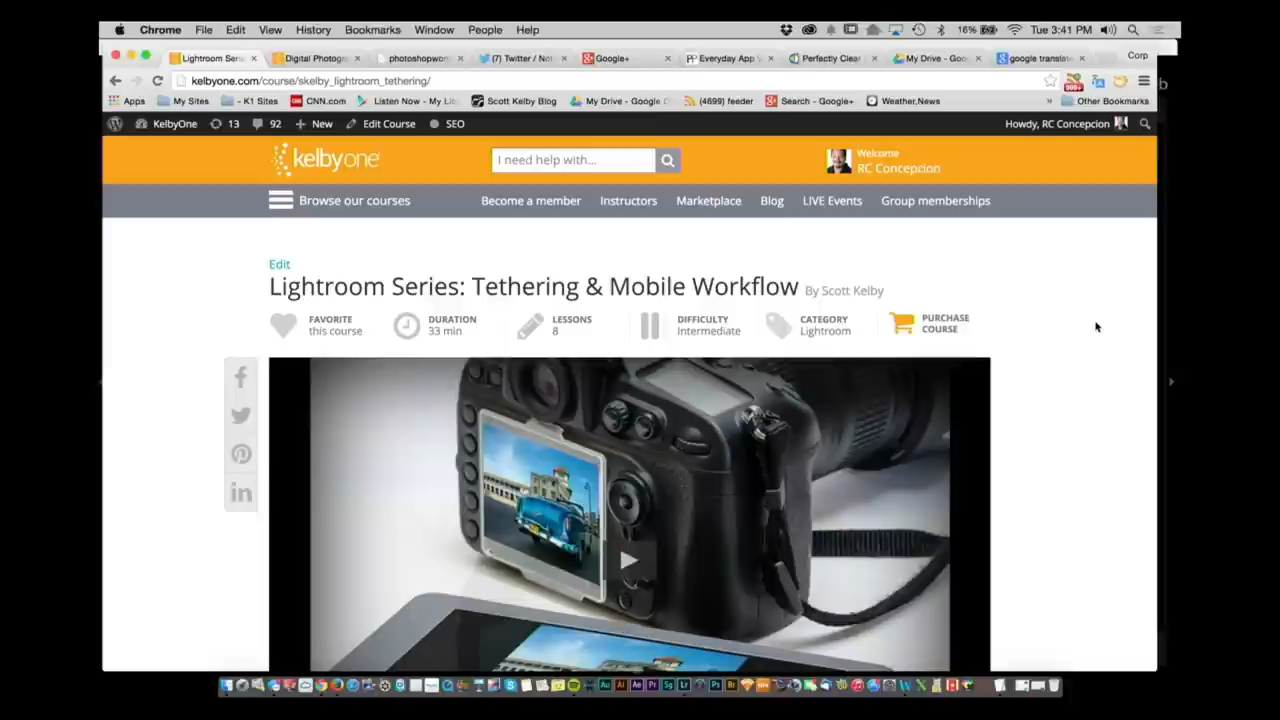 Chrome File Edit View History Bookmarks Window People Help 16% Tue 3:41 PM
Lightroom Serie Digital Photogr photoshopwor (7) Twitter / Not Google+ Everyday App Perfectly Clear My Drive - Goo google translate Corp
kelbyone.com/course/skelby_lightroom_tethering/
Apps My Sites - K1 Sites CNN.com Listen Now - My Li Scott Kelby Blog My Drive - Google D (4699) feeder Search - Google+ Weather,News » Other Bookmarks
KelbyOne 13 92 + New Edit Course SEO Howdy, RC Concepcion
kelbyone I need help with... Welcome
RC Concepcion
Browse our courses Become a member Instructors Marketplace Blog LIVE Events Group memberships
Edit
Lightroom Series: Tethering & Mobile Workflow By Scott Kelby
FAVORITE DURATION LESSONS DIFFICULTY CATEGORY PURCHASE
this course 33 min 8 Intermediate Lightroom COURSE